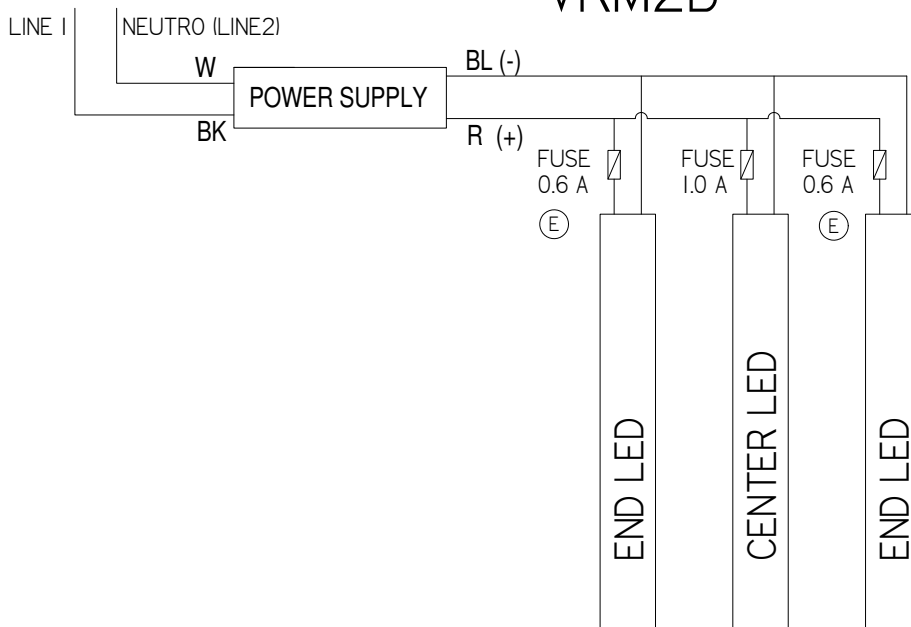 LINE 1
NEUTRO (LINE2)
W
POWER SUPPLY
BK
BL (-)
R (+)
FUSE
0.6 A
FUSE
1.0 A
FUSE
0.6 A
E
E
END LED
CENTER LED
END LED